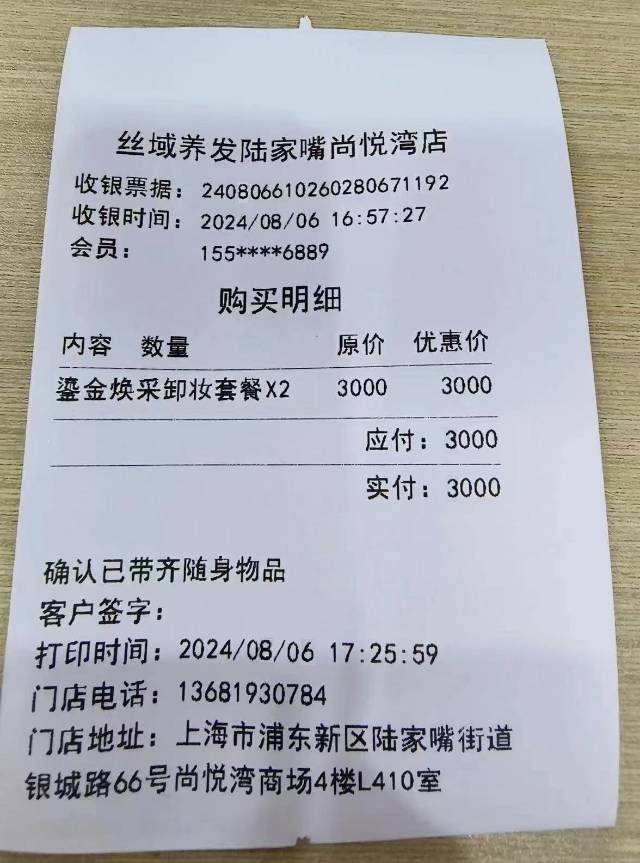 丝域养发陆家嘴尚悦湾店
收银票据: 240806610260280671192
收银时间: 2024/08/06 16:57:27
会员: 155****6889
购买明细
内容 数量 原价 优惠价
鎏金焕采卸妆套餐X2 3000 3000
应付: 3000
实付: 3000
确认已带齐随身物品
客户签字:
打印时间: 2024/08/06 17:25:59
门店电话: 13681930784
门店地址: 上海市浦东新区陆家嘴街道
银城路66号尚悦湾商场4楼L410室